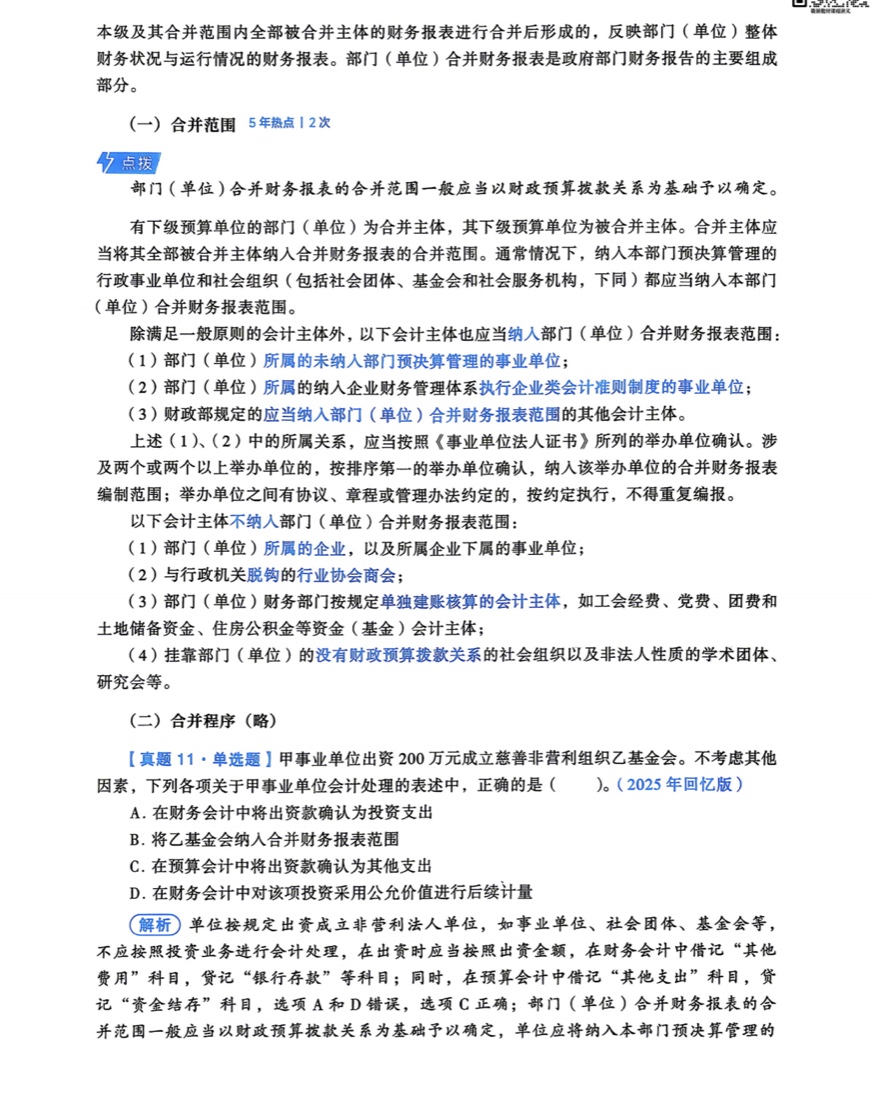 本级及其合并范围内全部被合并主体的财务报表进行合并后形成的，反映部门（单位）整体
财务状况与运行情况的财务报表。部门（单位）合并财务报表是政府部门财务报告的主要组成
部分。
（一）合并范围 5年热点丨2次
点拨
部门（单位）合并财务报表的合并范围一般应当以财政预算拨款关系为基础予以确定。
有下级预算单位的部门（单位）为合并主体，其下级预算单位为被合并主体。合并主体应
当将其全部被合并主体纳入合并财务报表的合并范围。通常情况下，纳入本部门预决算管理的
行政事业单位和社会组织（包括社会团体、基金会和社会服务机构，下同）都应当纳入本部门
（单位）合并财务报表范围。
除满足一般原则的会计主体外，以下会计主体也应当纳入部门（单位）合并财务报表范围：
（1）部门（单位）所属的未纳入部门预决算管理的事业单位；
（2）部门（单位）所属的纳入企业财务管理体系执行企业类会计准则制度的事业单位；
（3）财政部规定的应当纳入部门（单位）合并财务报表范围的其他会计主体。
上述（1）、（2）中的所属关系，应当按照《事业单位法人证书》所列的举办单位确认。涉
及两个或两个以上举办单位的，按排序第一的举办单位确认，纳入该举办单位的合并财务报表
编制范围；举办单位之间有协议、章程或管理办法约定的，按约定执行，不得重复编报。
以下会计主体不纳入部门（单位）合并财务报表范围：
（1）部门（单位）所属的企业，以及所属企业下属的事业单位；
（2）与行政机关脱钩的行业协会商会；
（3）部门（单位）财务部门按规定单独建账核算的会计主体，如工会经费、党费、团费和
土地储备资金、住房公积金等资金（基金）会计主体；
（4）挂靠部门（单位）的没有财政预算拨款关系的社会组织以及非法人性质的学术团体、
研究会等。
（二）合并程序（略）
【真题11·单选题】甲事业单位出资200万元成立慈善非营利组织乙基金会。不考虑其他
因素，下列各项关于甲事业单位会计处理的表述中，正确的是（　　）。（2025年回忆版）
A. 在财务会计中将出资款确认为投资支出
B. 将乙基金会纳入合并财务报表范围
C. 在预算会计中将出资款确认为其他支出
D. 在财务会计中对该项投资采用公允价值进行后续计量
解析 单位按规定出资成立非营利法人单位，如事业单位、社会团体、基金会等，
不应按照投资业务进行会计处理，在出资时应当按照出资金额，在财务会计中借记“其他
费用”科目，贷记“银行存款”等科目；同时，在预算会计中借记“其他支出”科目，贷
记“资金结存”科目，选项A和D错误，选项C正确；部门（单位）合并财务报表的合
并范围一般应当以财政预算拨款关系为基础予以确定，单位应将纳入本部门预决算管理的